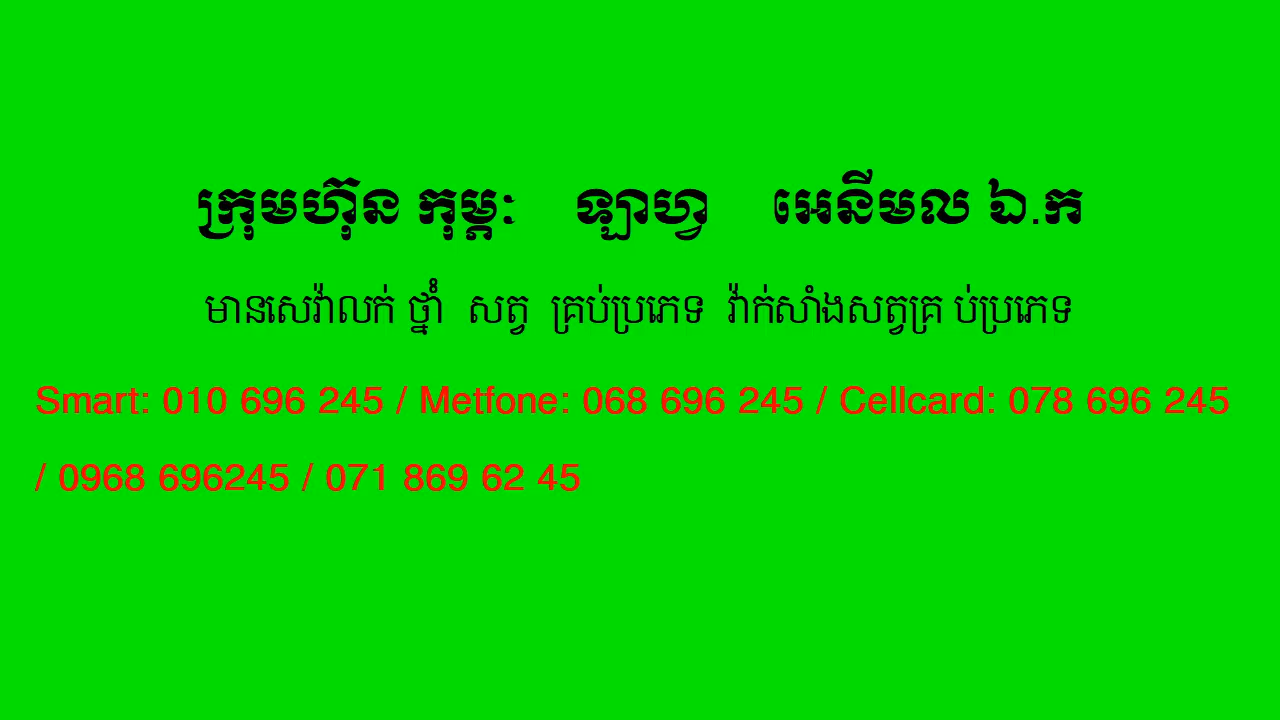 ក្រុមហ៊ុន កុម្ភៈ ឡាហ្វ អេនីមល ឯ.ក
មានសេវ៉ាលក់ ថ្នាំ សត្វ គ្រប់ប្រភេទ វ៉ាក់សាំងសត្វគ្រ ប់ប្រភេទ
Smart: 010 696 245 / Metfone: 068 696 245 / Cellcard: 078 696 245
/ 0968 696245 / 071 869 62 45